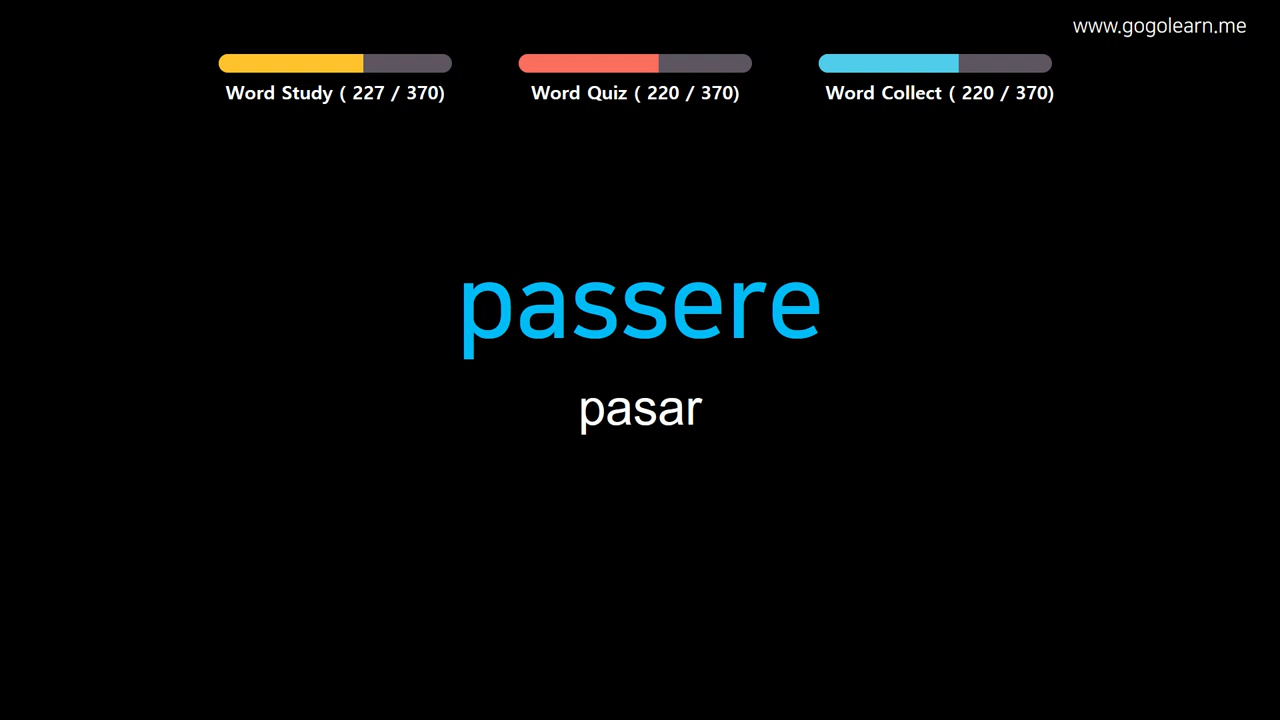 www.gogolearn.me
Word Study ( 227 / 370)
Word Quiz ( 220 / 370)
Word Collect ( 220 / 370)
passere
pasar